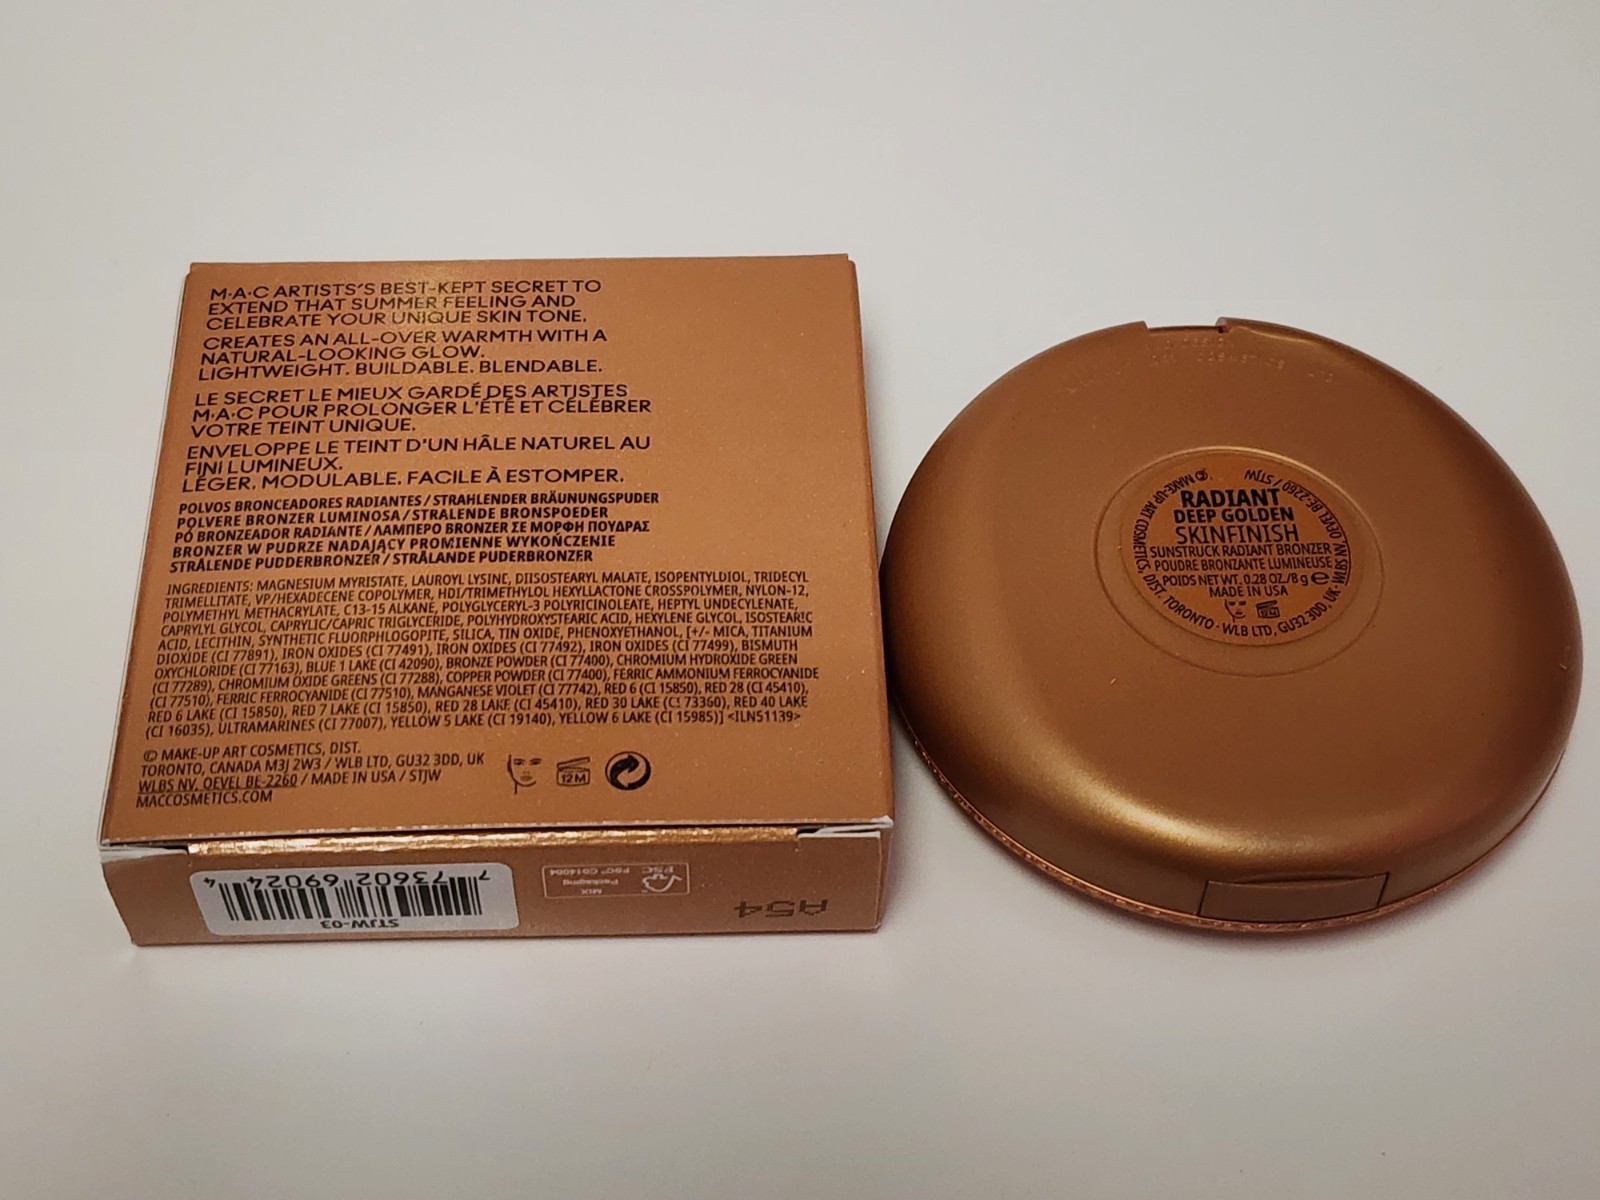 M·A·C ARTISTS'S BEST-KEPT SECRET TO
EXTEND THAT SUMMER FEELING AND
CELEBRATE YOUR UNIQUE SKIN TONE.
CREATES AN ALL-OVER WARMTH WITH A
NATURAL-LOOKING GLOW.
LIGHTWEIGHT. BUILDABLE. BLENDABLE.
LE SECRET LE MIEUX GARDÉ DES ARTISTES
M·A·C POUR PROLONGER L'ÉTÉ ET CÉLÉBRER
VOTRE TEINT UNIQUE.
ENVELOPPE LE TEINT D'UN HÂLE NATUREL AU
FINI LUMINEUX.
LÉGER. MODULABLE. FACILE À ESTOMPER.
POLVOS BRONCEADORES RADIANTES / STRAHLENDER BRÄUNUNGSPUDER
POLVERE BRONZER LUMINOSA / STRALENDE BRONSPOEDER
PÓ BRONZEADOR RADIANTE / ΛΑΜΠΕΡΟ BRONZER ΣΕ ΜΟΡΦΗ ΠΟΥΔΡΑΣ
BRONZER W PUDRZE NADAJĄCY PROMIENNE WYKOŃCZENIE
STRÅLENDE PUDDERBRONZER / STRÅLANDE PUDERBRONZER
INGREDIENTS: MAGNESIUM MYRISTATE, LAUROYL LYSINE, DIISOSTEARYL MALATE, ISOPENTYLDIOL, TRIDECYL
TRIMELLITATE, VP/HEXADECENE COPOLYMER, HDI/TRIMETHYLOL HEXYLLACTONE CROSSPOLYMER, NYLON-12,
POLYMETHYL METHACRYLATE, C13-15 ALKANE, POLYGLYCERYL-3 POLYRICINOLEATE, HEPTYL UNDECYLENATE,
CAPRYLYL GLYCOL, CAPRYLIC/CAPRIC TRIGLYCERIDE, POLYHYDROXYSTEARIC ACID, HEXYLENE GLYCOL, ISOSTEARIC
ACID, LECITHIN, SYNTHETIC FLUORPHLOGOPITE, SILICA, TIN OXIDE, PHENOXYETHANOL, [+/- MICA, TITANIUM
DIOXIDE (CI 77891), IRON OXIDES (CI 77491), IRON OXIDES (CI 77492), IRON OXIDES (CI 77499), BISMUTH
OXYCHLORIDE (CI 77163), BLUE 1 LAKE (CI 42090), BRONZE POWDER (CI 77400), CHROMIUM HYDROXIDE GREEN
(CI 77289), CHROMIUM OXIDE GREENS (CI 77288), COPPER POWDER (CI 77400), FERRIC AMMONIUM FERROCYANIDE
(CI 77510), FERRIC FERROCYANIDE (CI 77510), MANGANESE VIOLET (CI 77742), RED 6 (CI 15850), RED 28 (CI 45410),
RED 6 LAKE (CI 15850), RED 7 LAKE (CI 15850), RED 28 LAKE (CI 45410), RED 30 LAKE (CI 73360), RED 40 LAKE
(CI 16035), ULTRAMARINES (CI 77007), YELLOW 5 LAKE (CI 19140), YELLOW 6 LAKE (CI 15985)] <ILN51139>
© MAKE-UP ART COSMETICS, DIST.
TORONTO, CANADA M3J 2W3 / WLB LTD, GU32 3DD, UK
WLBS NV. OEVEL BE-2260 / MADE IN USA / STJW
MACCOSMETICS.COM
12M
STJW-03
7 73602 69024 4
MIX
Packaging
FSC® C014004
FSC
A54
RADIANT
DEEP GOLDEN
SKINFINISH
SUNSTRUCK RADIANT BRONZER
POUDRE BRONZANTE LUMINEUSE
POIDS NET WT. 0.28 OZ./8 g ℮
MADE IN USA
12M
© MAKE-UP ART COSMETICS, DIST. TORONTO · WLB LTD, GU32 3DD, UK · WLBS NV OEVEL BE-2260 / STJW